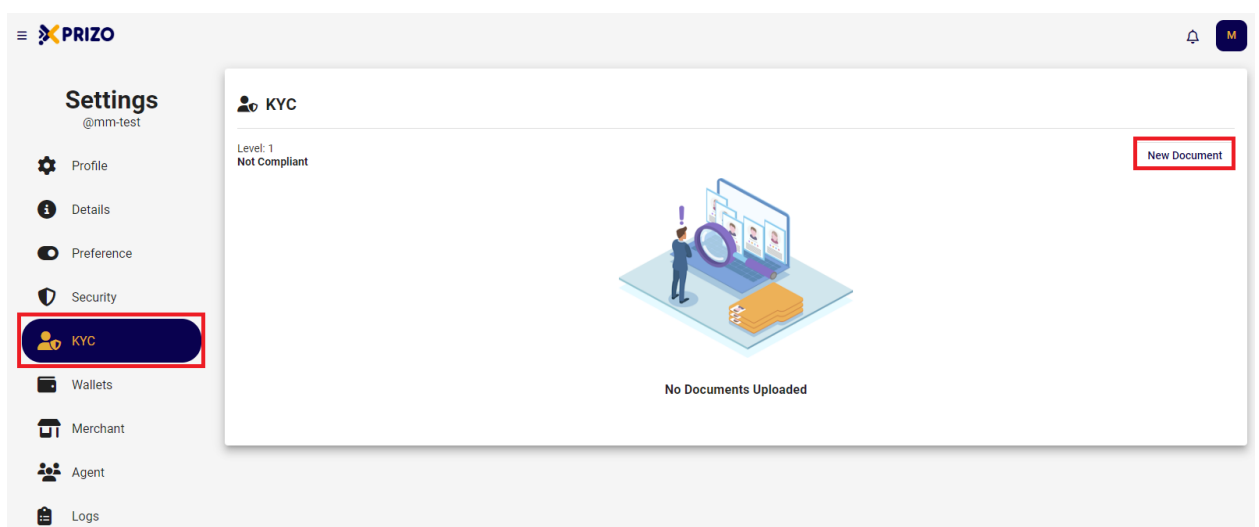 XPRIZO
M
Settings
@mm-test
Profile
Details
Preference
Security
KYC
Wallets
Merchant
Agent
Logs
KYC
Level: 1
Not Compliant
New Document
No Documents Uploaded